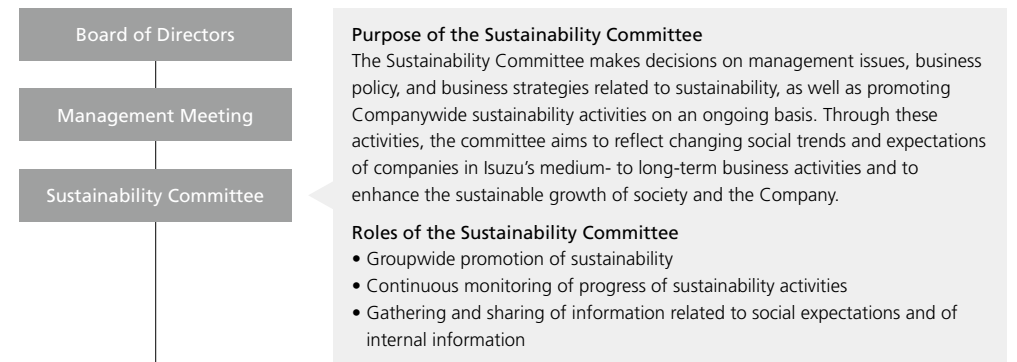 Board of Directors
Management Meeting
Sustainability Committee
Purpose of the Sustainability Committee
The Sustainability Committee makes decisions on management issues, business
policy, and business strategies related to sustainability, as well as promoting
Companywide sustainability activities on an ongoing basis. Through these
activities, the committee aims to reflect changing social trends and expectations
of companies in Isuzu’s medium- to long-term business activities and to
enhance the sustainable growth of society and the Company.
Roles of the Sustainability Committee
• Groupwide promotion of sustainability
• Continuous monitoring of progress of sustainability activities
• Gathering and sharing of information related to social expectations and of
internal information